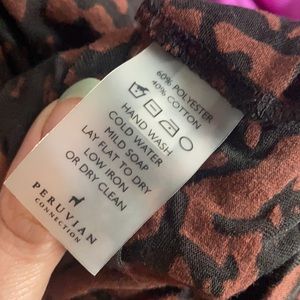 60% POLYESTER
40% COTTON
HAND WASH
COLD WATER
MILD SOAP
LAY FLAT TO DRY
LOW IRON
OR DRY CLEAN
PERUVIAN
CONNECTION